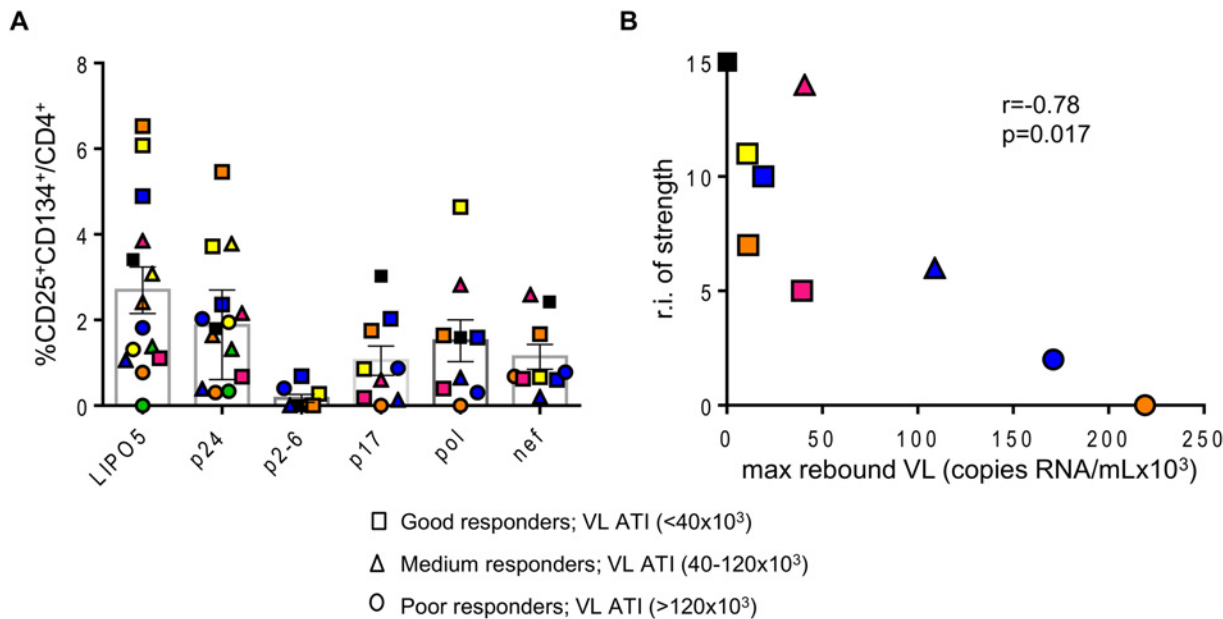 A
B
%CD25⁺CD134⁺/CD4⁺
8
6
4
2
0
LIPO5
p24
p2-6
p17
pol
nef
r.i. of strength
15
10
5
0
r=-0.78
p=0.017
0 50 100 150 200 250
max rebound VL (copies RNA/mLx10³)
Good responders; VL ATI (<40x10³)
Medium responders; VL ATI (40-120x10³)
Poor responders; VL ATI (>120x10³)